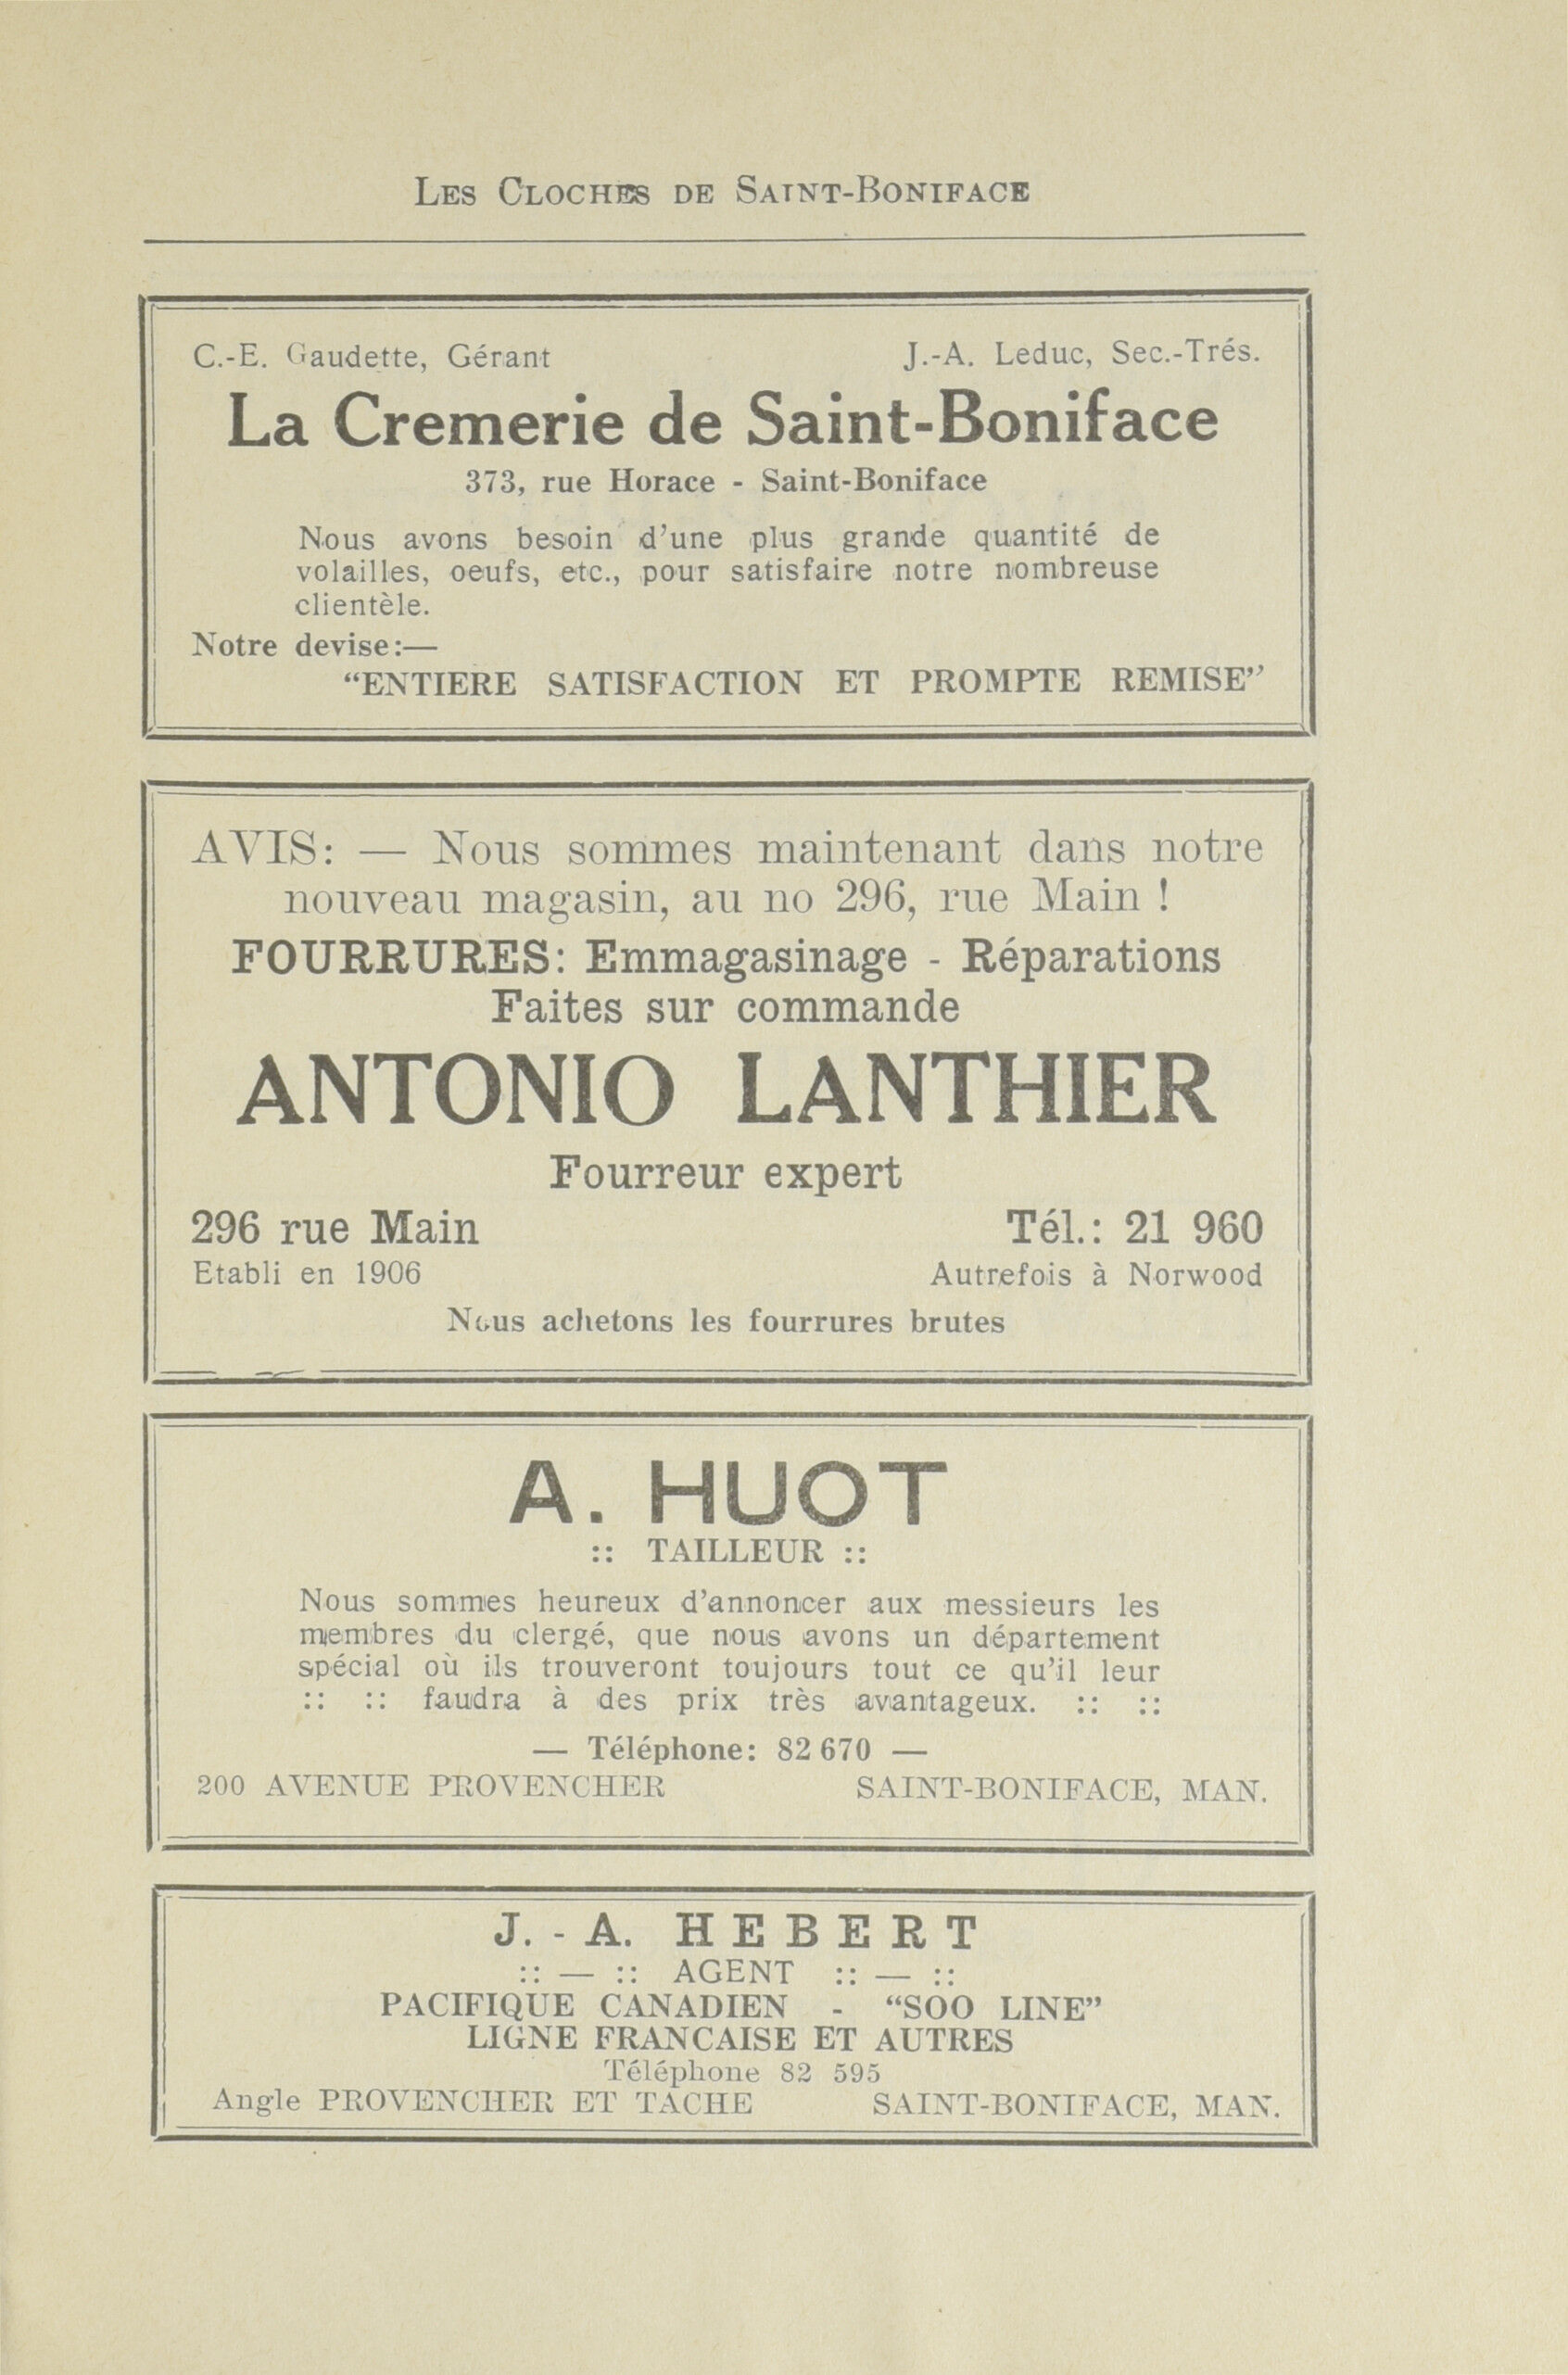 Les Cloches de Saint-Boniface
C.-E. Gaudette, Gérant J.-A. Leduc, Sec.-Trés.
La Cremerie de Saint-Boniface
373, rue Horace - Saint-Boniface
Nous avons besoin d'une plus grande quantité de
volailles, oeufs, etc., pour satisfaire notre nombreuse
clientèle.
Notre devise:—
“ENTIERE SATISFACTION ET PROMPTE REMISE”
AVIS: — Nous sommes maintenant dans notre
nouveau magasin, au no 296, rue Main !
FOURRURES: Emmagasinage - Réparations
Faites sur commande
ANTONIO LANTHIER
Fourreur expert
296 rue Main Tél.: 21 960
Etabli en 1906 Autrefois à Norwood
Nous achetons les fourrures brutes
A. HUOT
:: TAILLEUR ::
Nous sommes heureux d'annoncer aux messieurs les
membres du clergé, que nous avons un département
spécial où ils trouveront toujours tout ce qu'il leur
:: :: faudra à des prix très avantageux. :: ::
— Téléphone: 82 670 —
200 AVENUE PROVENCHER SAINT-BONIFACE, MAN.
J.-A. HEBERT
:: — :: AGENT :: — ::
PACIFIQUE CANADIEN - “SOO LINE”
LIGNE FRANCAISE ET AUTRES
Téléphone 82 595
Angle PROVENCHER ET TACHE SAINT-BONIFACE, MAN.